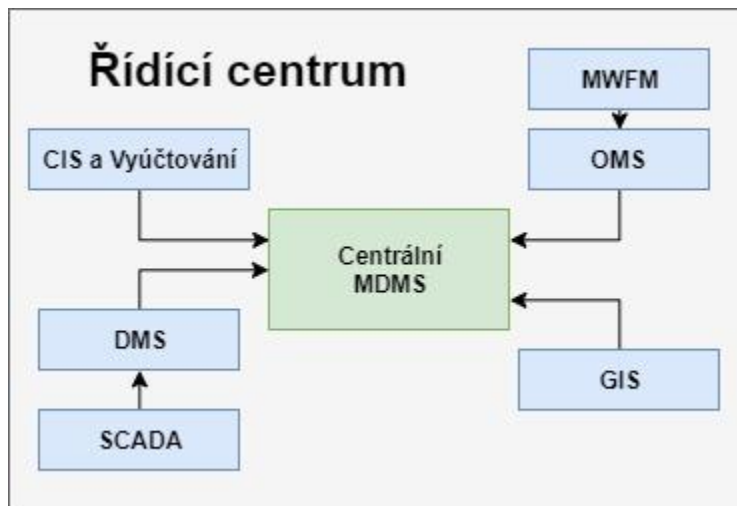 Řídící centrum
MWFM
CIS a Vyúčtování
OMS
Centrální
MDMS
DMS
GIS
SCADA